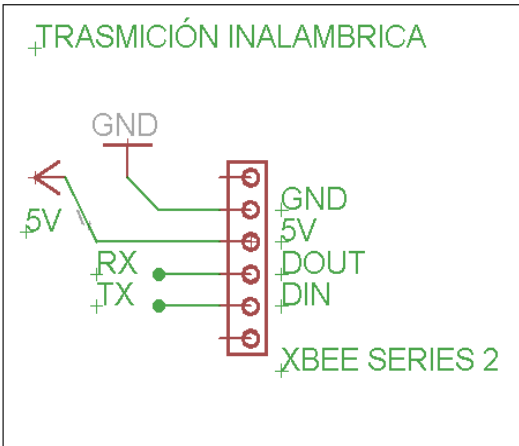 TRASMICIÓN INALAMBRICA
GND
GND
5V
5V
RX
DOUT
TX
DIN
XBEE SERIES 2